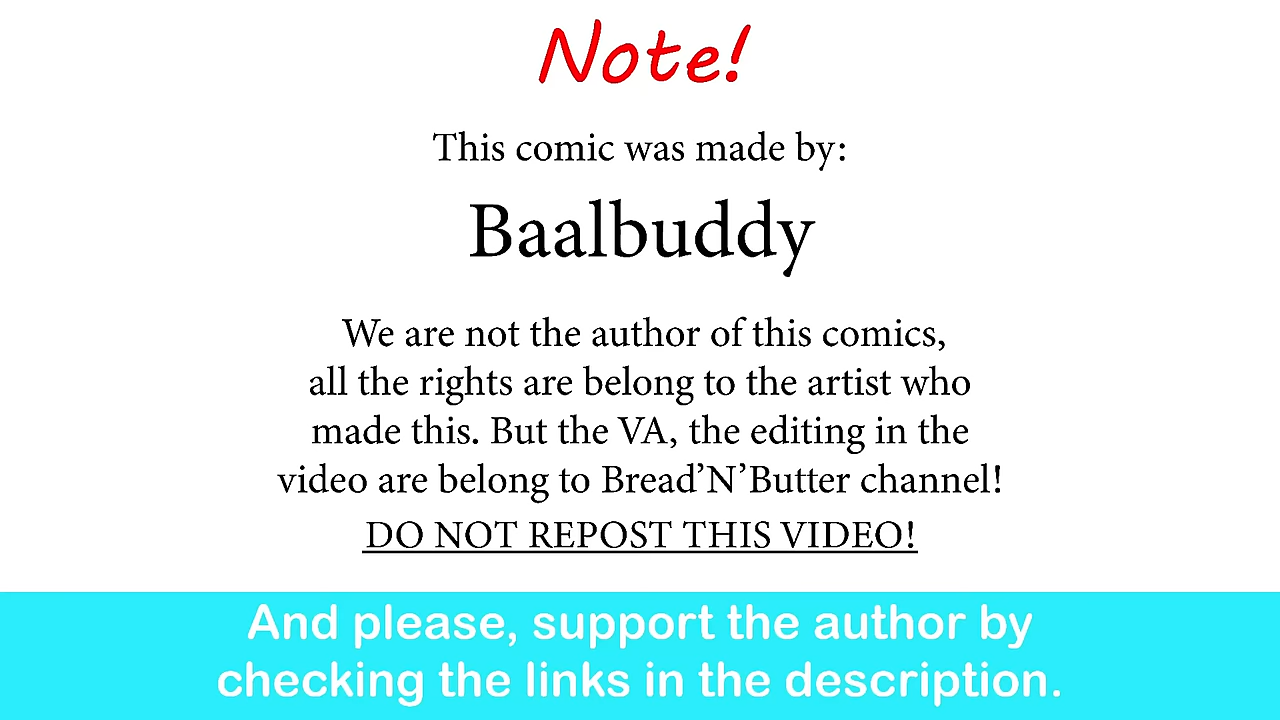 Note!
This comic was made by:
Baalbuddy
We are not the author of this comics,
all the rights are belong to the artist who
made this. But the VA, the editing in the
video are belong to Bread’N’Butter channel!
DO NOT REPOST THIS VIDEO!
And please, support the author by
checking the links in the description.